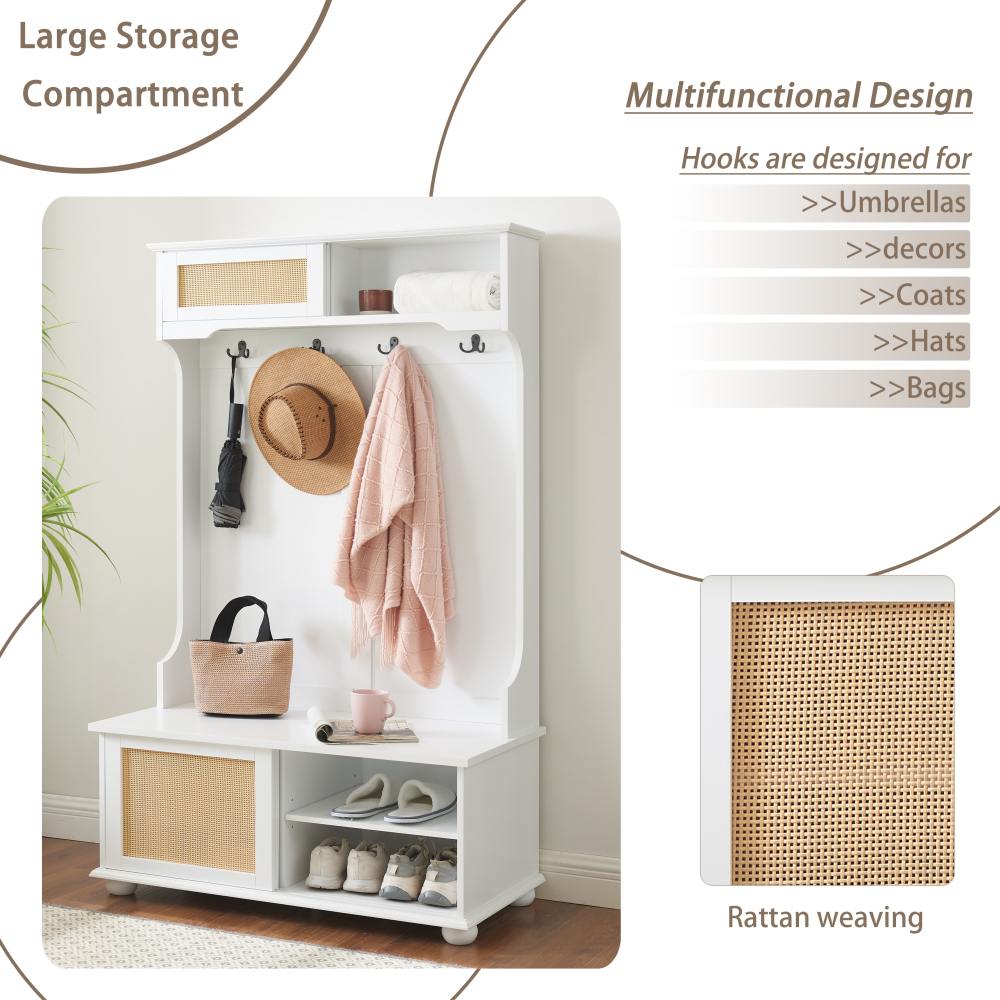 Large Storage
Compartment
Multifunctional Design
Hooks are designed for
>>Umbrellas
>>decors
>>Coats
>>Hats
>>Bags
Rattan weaving